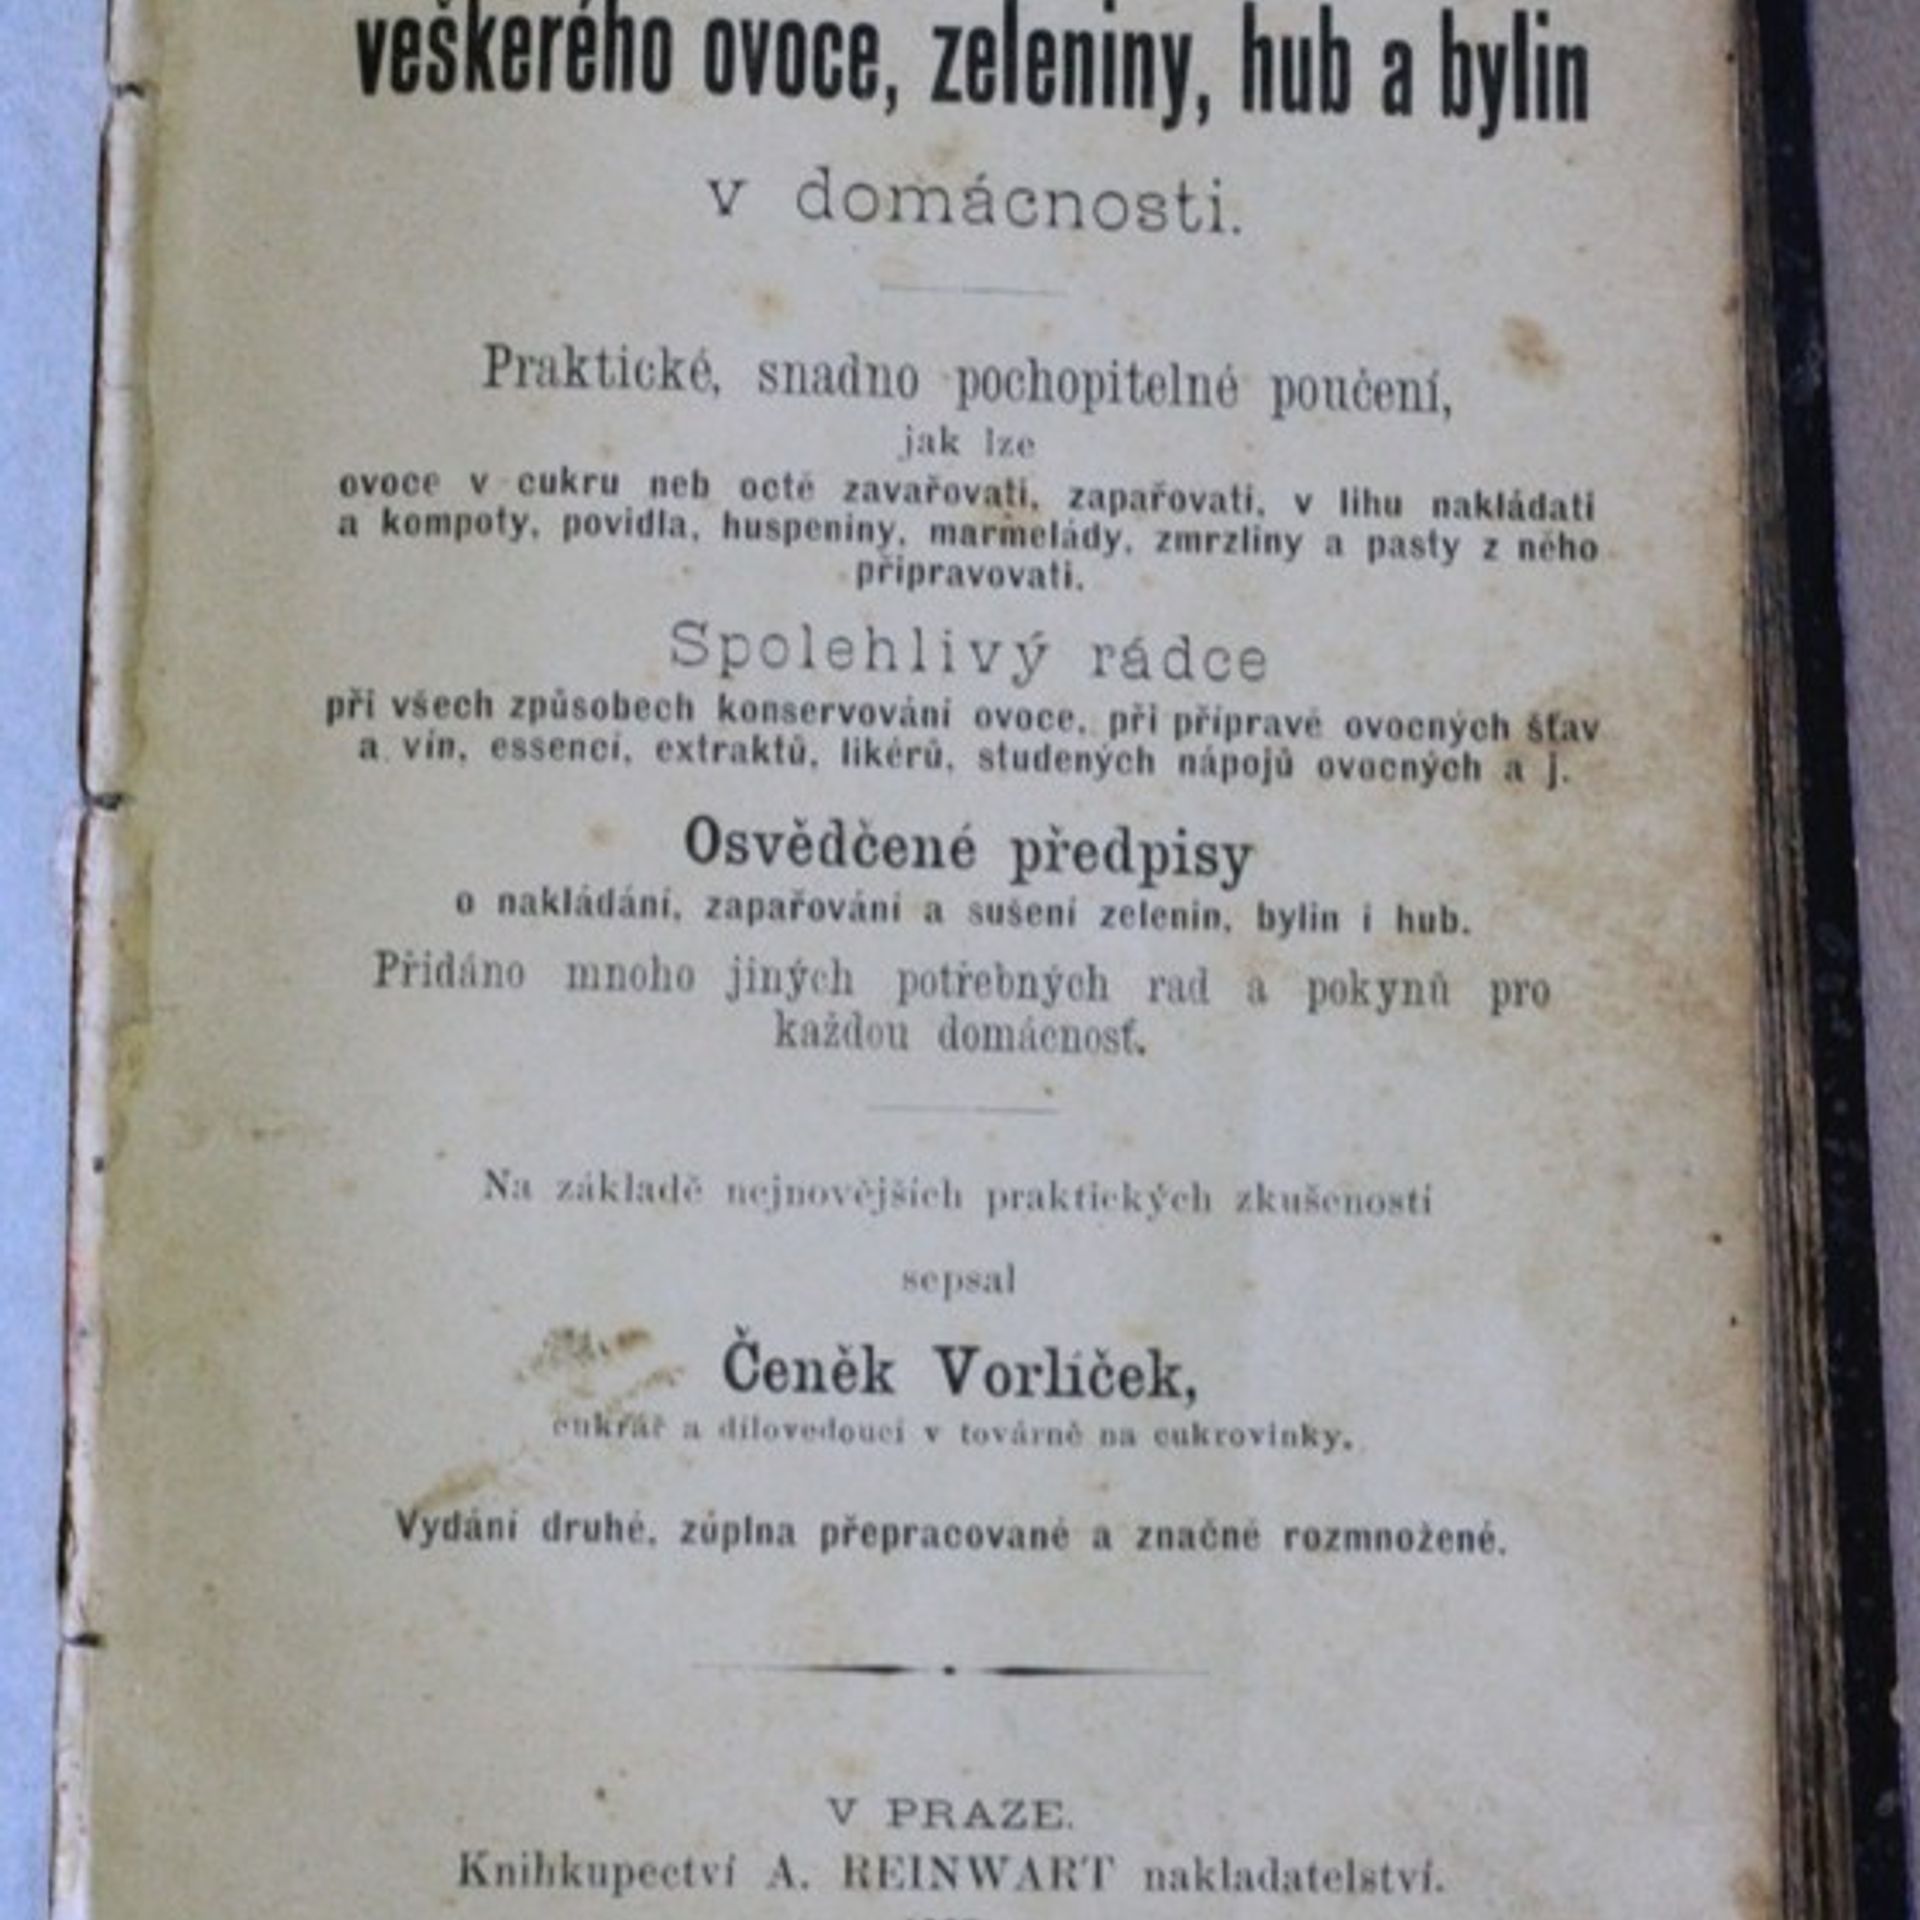 veškerého ovoce, zeleniny, hub a bylin
v domácnosti.
Praktické, snadno pochopitelné poučení,
jak lze
ovoce v cukru neb octě zavařovati, zapařovati, v lihu nakládati
a kompoty, povidla, huspeniny, marmelády, zmrzliny a pasty z něho
připravovati.
Spolehlivý rádce
při všech způsobech konservování ovoce, při přípravě ovocných šťav
a vín, essencí, extraktů, likérů, studených nápojů ovocných a j.
Osvědčené předpisy
o nakládání, zapařování a sušení zelenin, bylin i hub.
Přidáno mnoho jiných potřebných rad a pokynů pro
každou domácnosť.
Na základě nejnovějších praktických zkušeností
sepsal
Čeněk Vorlíček,
cukrář a dílovedoucí v továrně na cukrovinky.
Vydání druhé, zúplna přepracované a značně rozmnožené.
V PRAZE.
Knihkupectví A. REINWART nakladatelství.